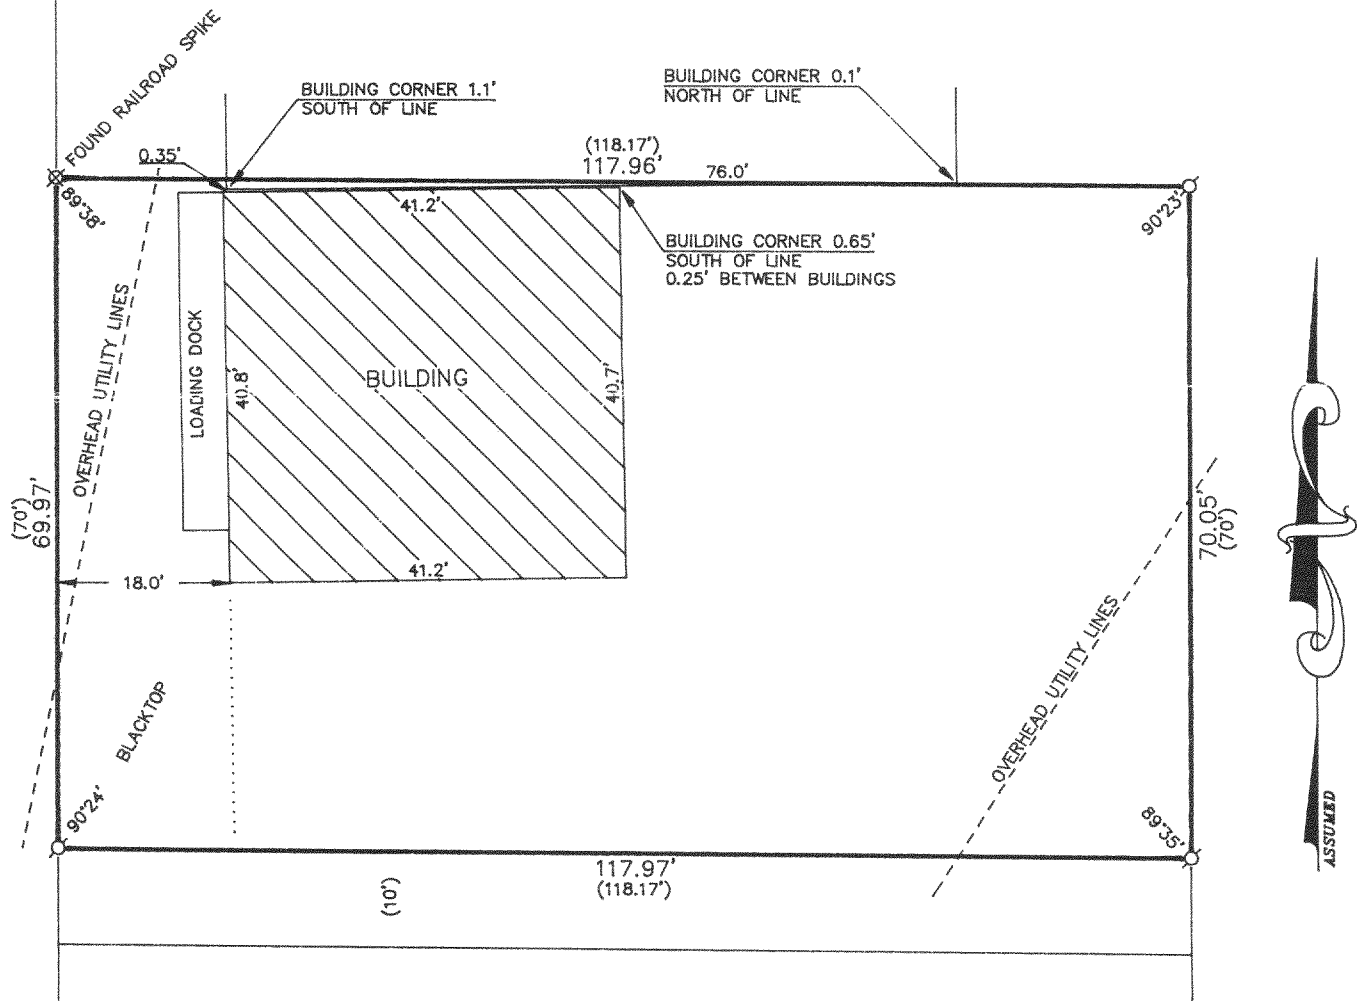 FOUND RAILROAD SPIKE
BUILDING CORNER 1.1'
SOUTH OF LINE
BUILDING CORNER 0.1'
NORTH OF LINE
0.35'
(118.17')
117.96'
76.0'
89°38'
90°23'
41.2'
BUILDING CORNER 0.65'
SOUTH OF LINE
0.25' BETWEEN BUILDINGS
OVERHEAD UTILITY LINES
LOADING DOCK
40.8'
BUILDING
40.7'
(70')
69.97'
70.05'
(70')
18.0'
41.2'
OVERHEAD UTILITY LINES
BLACKTOP
90°24'
89°35'
117.97'
(118.17')
(10')
ASSUMED